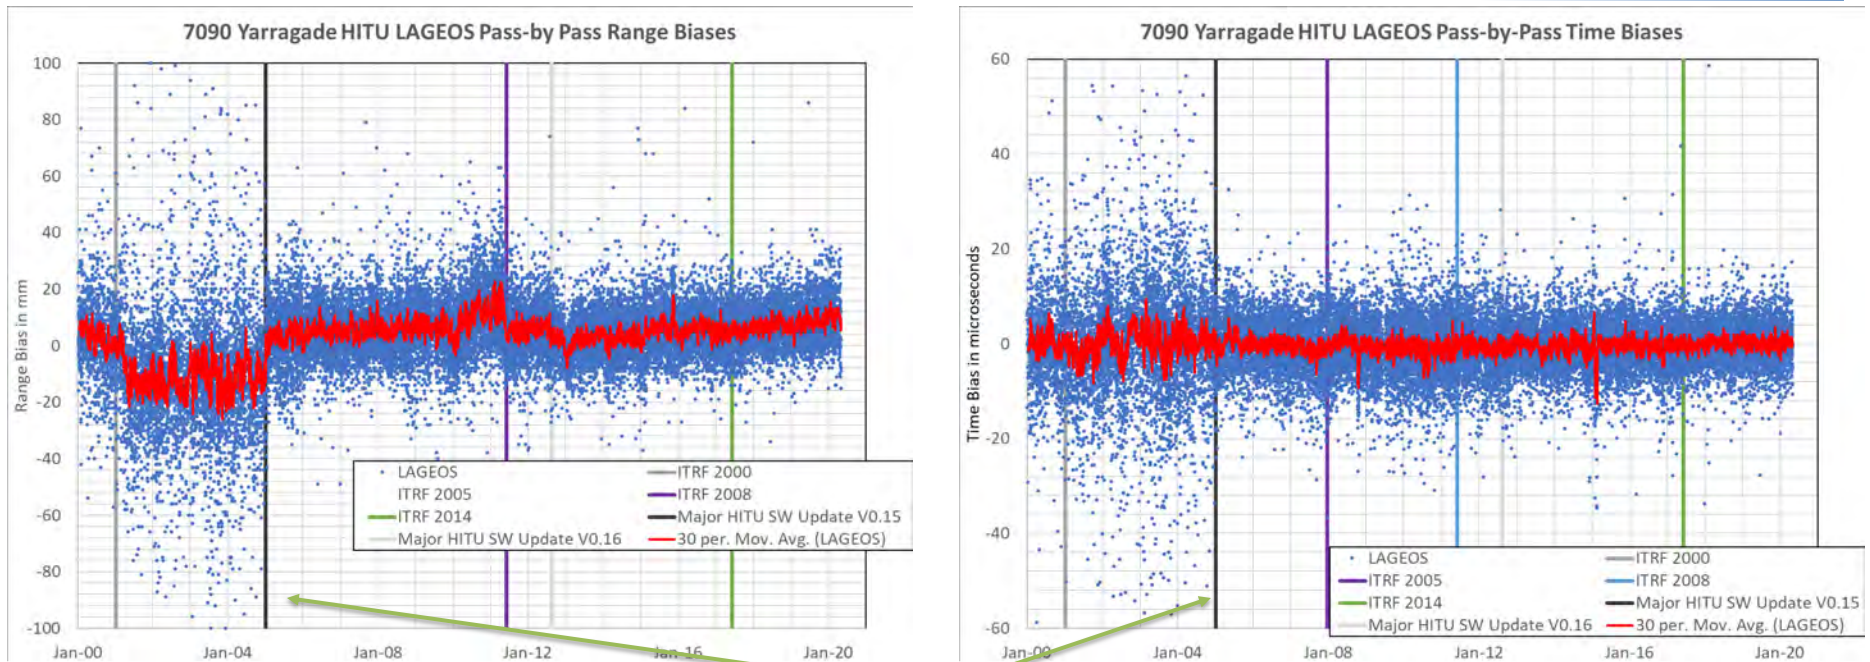 7090 Yarragade HITU LAGEOS Pass-by Pass Range Biases
100
80
60
40
20
0
-20
-40
-60
-80
-100
Range Bias in mm
Jan-00 Jan-04 Jan-08 Jan-12 Jan-16 Jan-20
LAGEOS ITRF 2000
ITRF 2005 ITRF 2008
ITRF 2014 Major HITU SW Update V0.15
Major HITU SW Update V0.16 30 per. Mov. Avg. (LAGEOS)
7090 Yarragade HITU LAGEOS Pass-by-Pass Time Biases
60
40
20
0
-20
-40
-60
Time Bias in microseconds
Jan-00 Jan-04 Jan-08 Jan-12 Jan-16 Jan-20
LAGEOS ITRF 2000
ITRF 2005 ITRF 2008
ITRF 2014 Major HITU SW Update V0.15
Major HITU SW Update V0.16 30 per. Mov. Avg. (LAGEOS)